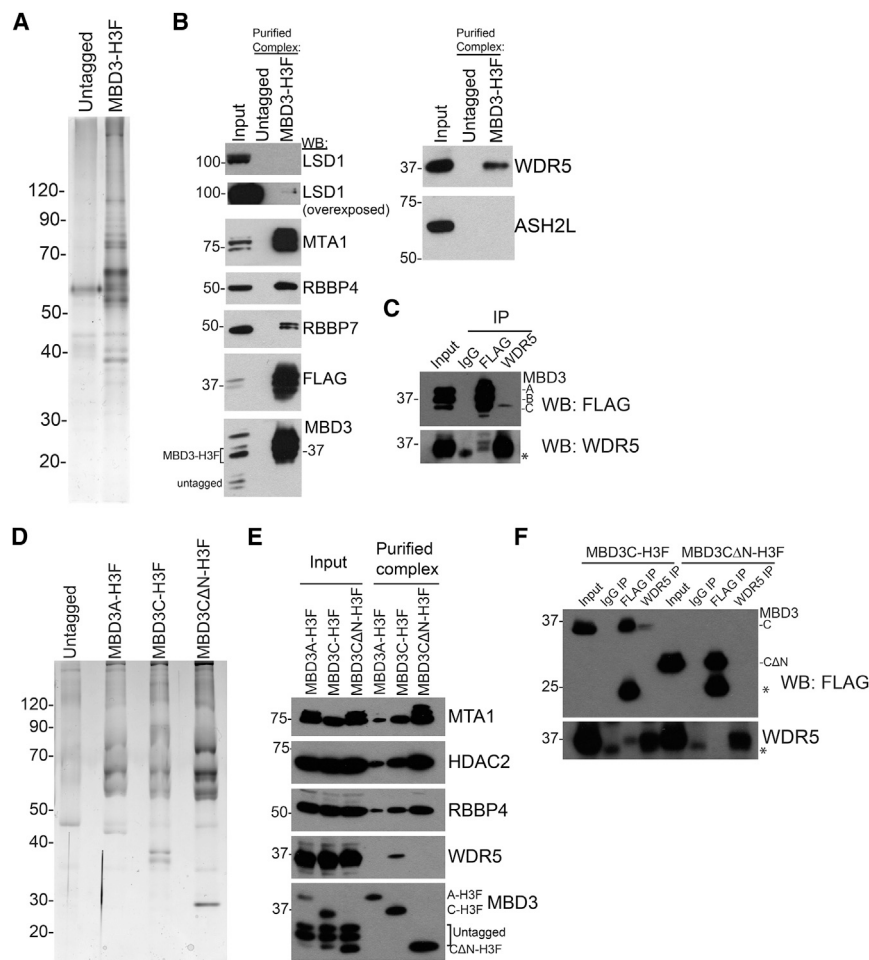 A
Untagged
MBD3-H3F
120-
90-
70-
50-
40-
30-
20-
B
Purified
Complex:
Input
Untagged
MBD3-H3F
WB:
100-
LSD1
100-
LSD1
(overexposed)
75-
MTA1
50-
RBBP4
50-
RBBP7
37-
FLAG
MBD3
-37
MBD3-H3F
untagged
Purified
Complex:
Input
Untagged
MBD3-H3F
37-
WDR5
75-
ASH2L
50-
C
IP
Input
IgG
FLAG
WDR5
MBD3
-A
37-
-B
-C
WB: FLAG
37-
WB: WDR5
*
D
Untagged
MBD3A-H3F
MBD3C-H3F
MBD3CΔN-H3F
120-
90-
70-
50-
40-
30-
20-
E
Input
Purified
complex
MBD3A-H3F
MBD3C-H3F
MBD3CΔN-H3F
MBD3A-H3F
MBD3C-H3F
MBD3CΔN-H3F
75-
MTA1
75-
HDAC2
50-
RBBP4
37-
WDR5
A-H3F
37-
C-H3F
MBD3
Untagged
CΔN-H3F
F
MBD3C-H3F
MBD3CΔN-H3F
Input
IgG IP
FLAG IP
WDR5 IP
Input
IgG IP
FLAG IP
WDR5 IP
MBD3
37-
-C
-CΔN
25-
*
WB: FLAG
37-
WDR5
*